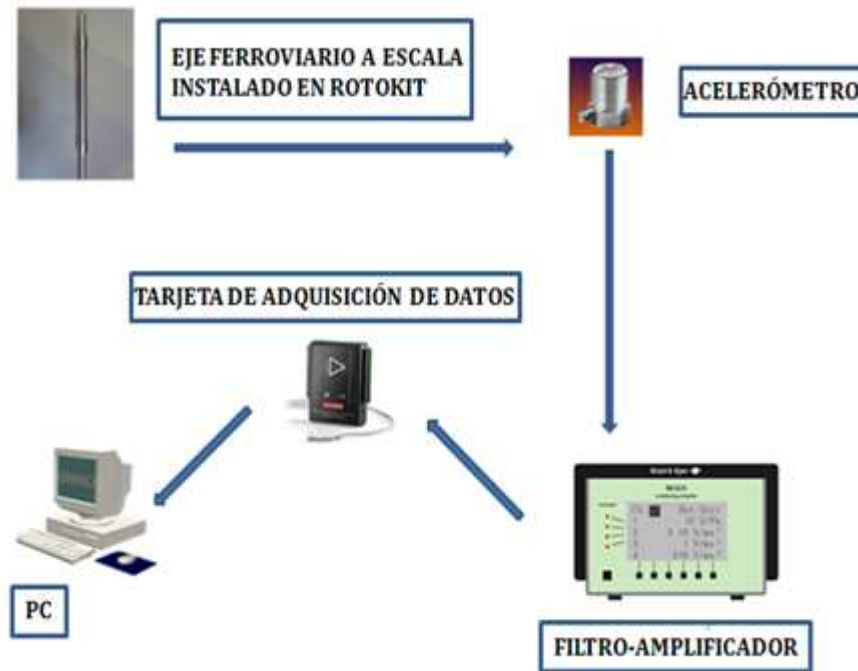 EJE FERROVIARIO A ESCALA
INSTALADO EN ROTOKIT
ACELERÓMETRO
TARJETA DE ADQUISICIÓN DE DATOS
PC
FILTRO-AMPLIFICADOR